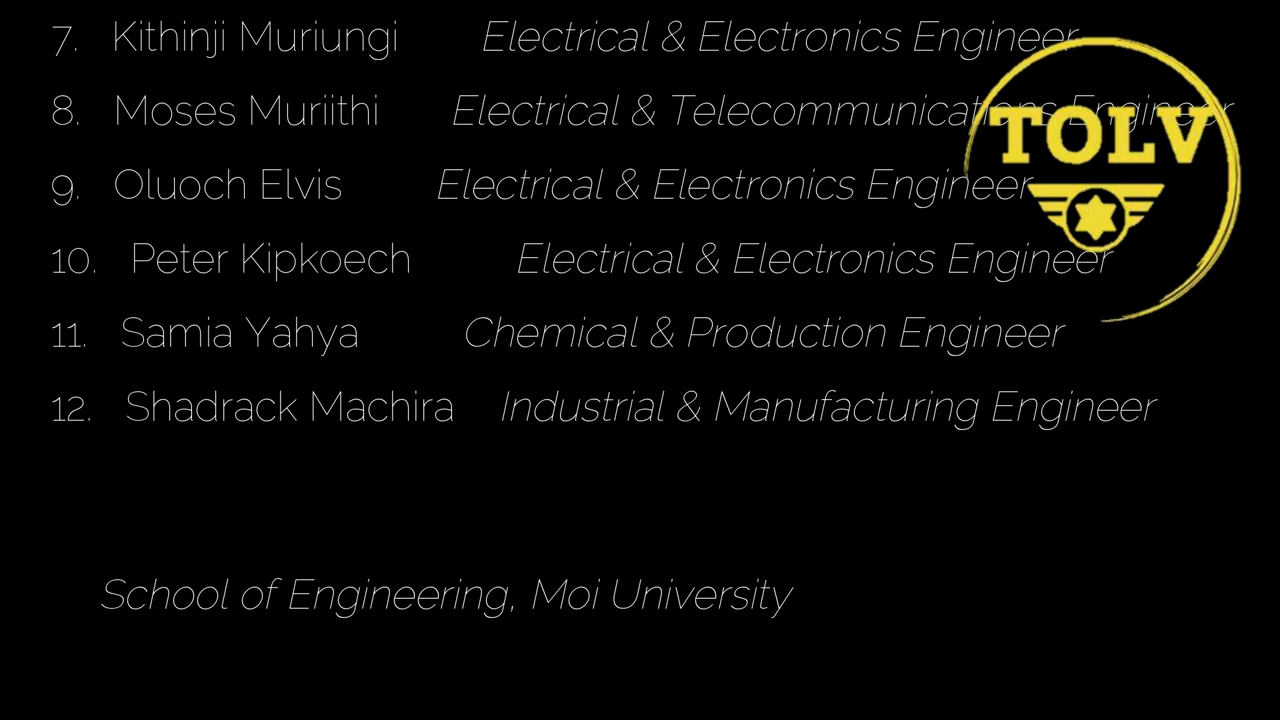 7. Kithinji Muriungi Electrical & Electronics Engineer
8. Moses Muriithi Electrical & Telecommunications Engineer
TOLV
9. Oluoch Elvis Electrical & Electronics Engineer
10. Peter Kipkoech Electrical & Electronics Engineer
11. Samia Yahya Chemical & Production Engineer
12. Shadrack Machira Industrial & Manufacturing Engineer
School of Engineering, Moi University